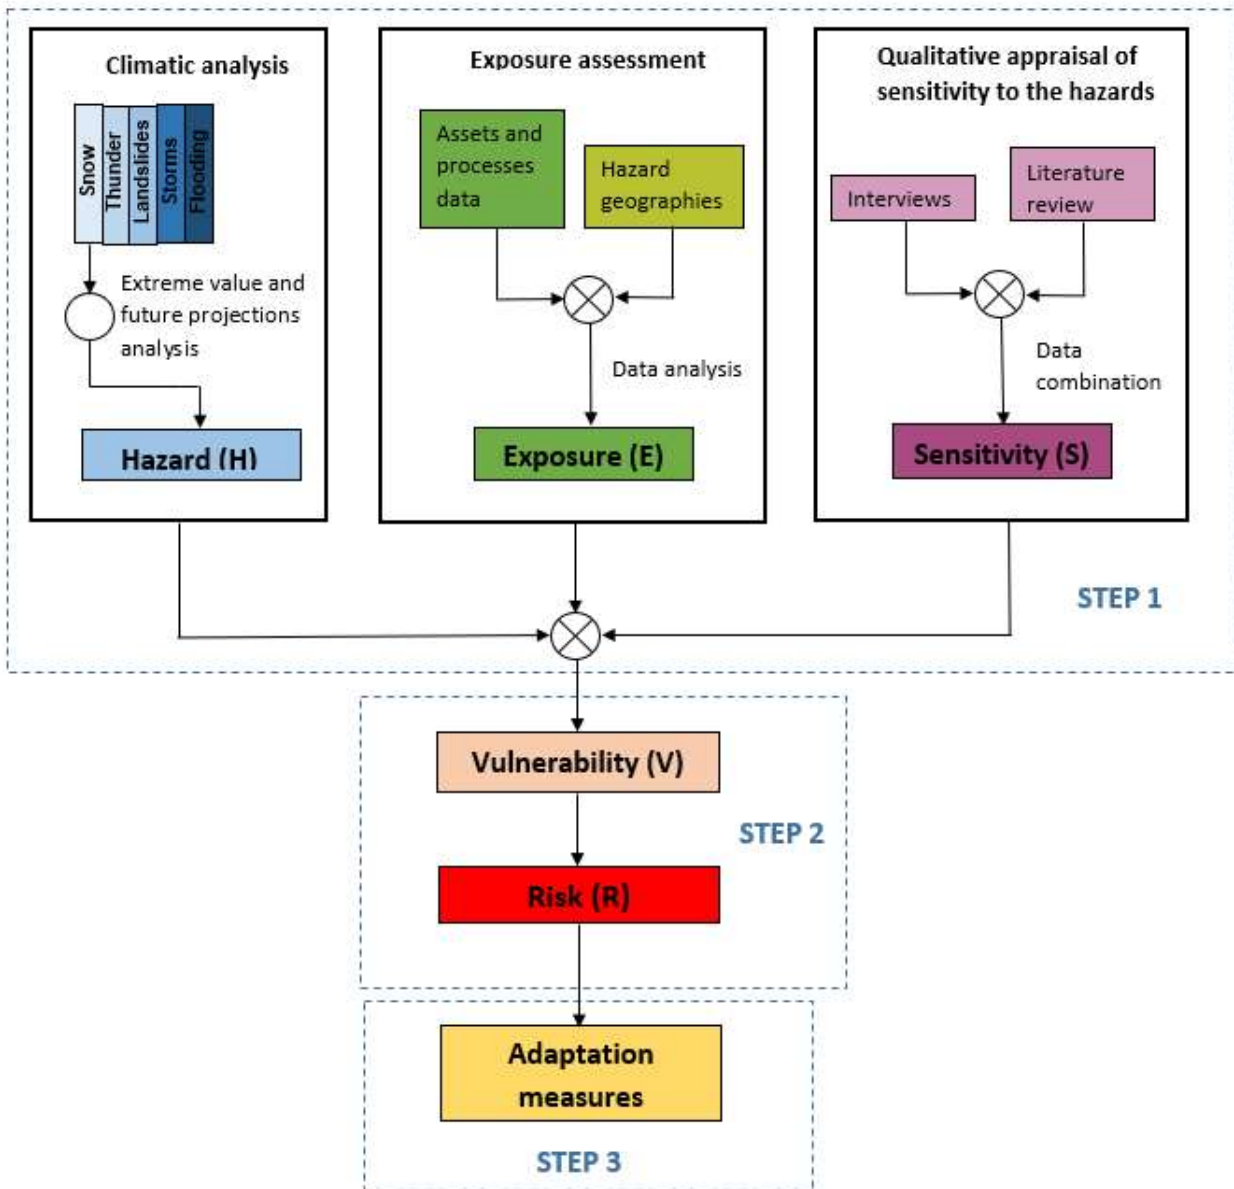 Climatic analysis
Snow
Thunder
Landslides
Storms
Flooding
Extreme value and
future projections
analysis
Hazard (H)
Exposure assessment
Assets and
processes
data
Hazard
geographies
Data analysis
Exposure (E)
Qualitative appraisal of
sensitivity to the hazards
Interviews
Literature
review
Data
combination
Sensitivity (S)
STEP 1
Vulnerability (V)
STEP 2
Risk (R)
Adaptation
measures
STEP 3